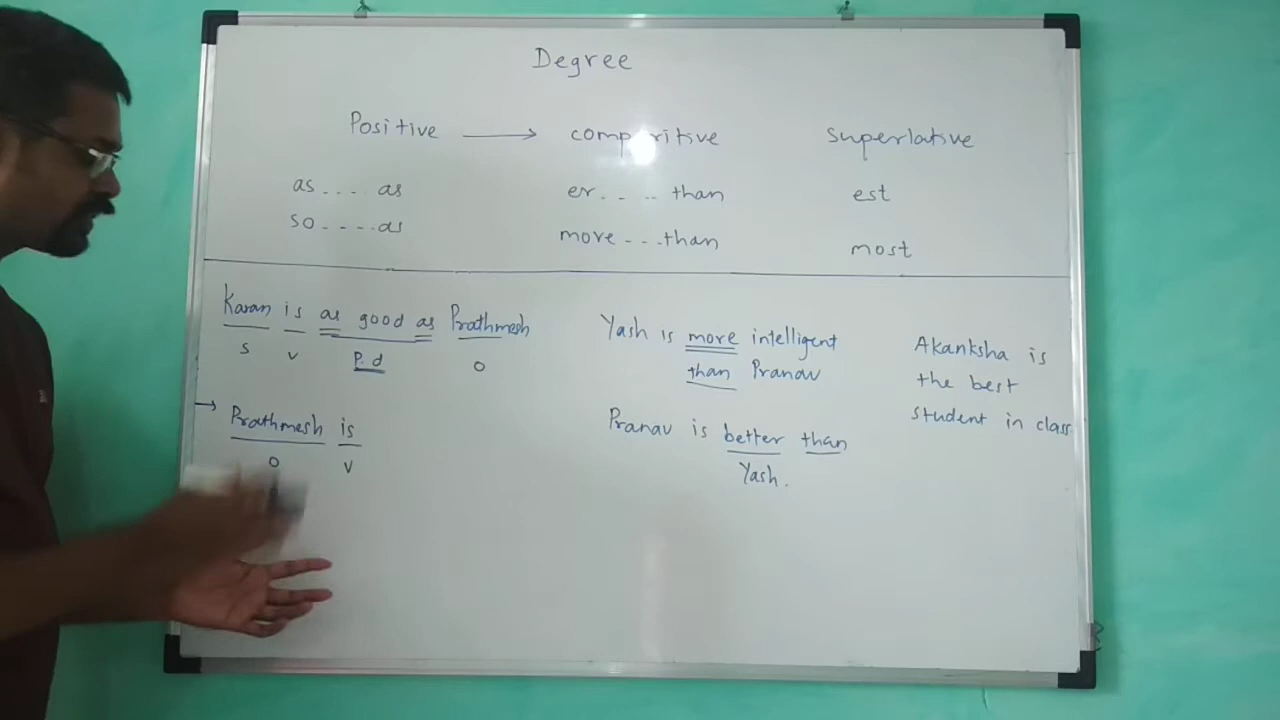 Degree
Positive → comparitive superlative
as . . . . as er. . . .. than est
so . . . . . as more - . . than most
Karan is as good as Prathmesh
S V P.d O
→ Prathmesh is
O V
Yash is more intelligent
than Pranav
Pranav is better than
Yash.
Akanksha is
the best
student in class